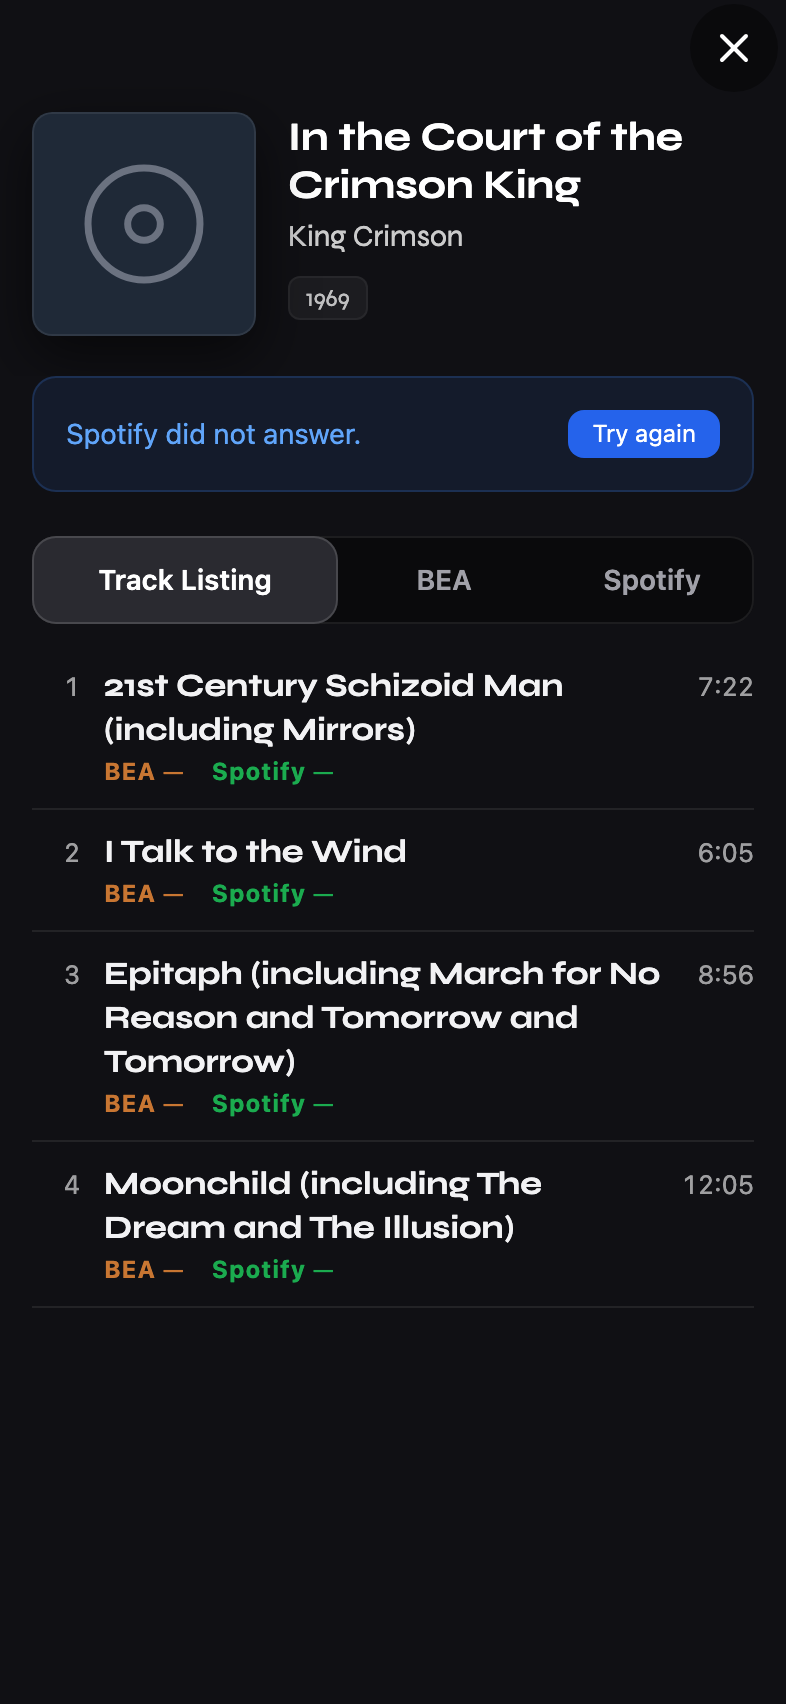 In the Court of the
Crimson King
King Crimson
1969
Spotify did not answer.
Try again
Track Listing
BEA
Spotify
1 21st Century Schizoid Man 7:22
(including Mirrors)
BEA — Spotify —
2 I Talk to the Wind 6:05
BEA — Spotify —
3 Epitaph (including March for No 8:56
Reason and Tomorrow and
Tomorrow)
BEA — Spotify —
4 Moonchild (including The 12:05
Dream and The Illusion)
BEA — Spotify —